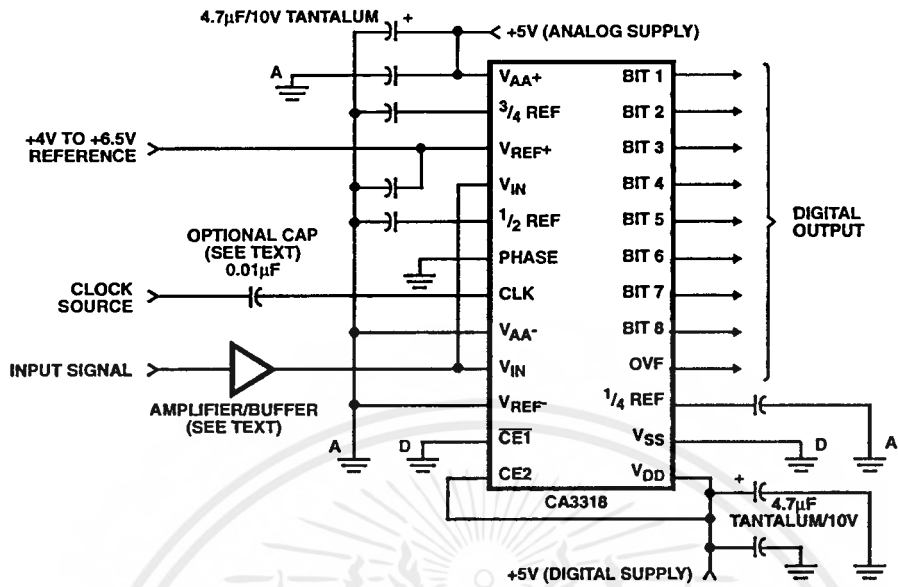 4.7µF/10V TANTALUM
+
+5V (ANALOG SUPPLY)
A
+4V TO +6.5V
REFERENCE
OPTIONAL CAP
(SEE TEXT)
0.01µF
CLOCK
SOURCE
INPUT SIGNAL
AMPLIFIER/BUFFER
(SEE TEXT)
A
D
VAA+
3/4 REF
VREF+
VIN
1/2 REF
PHASE
CLK
VAA-
VIN
VREF-
CE1
CE2
BIT 1
BIT 2
BIT 3
BIT 4
BIT 5
BIT 6
BIT 7
BIT 8
OVF
1/4 REF
VSS
VDD
CA3318
DIGITAL
OUTPUT
D
A
+
4.7µF
TANTALUM/10V
+5V (DIGITAL SUPPLY)